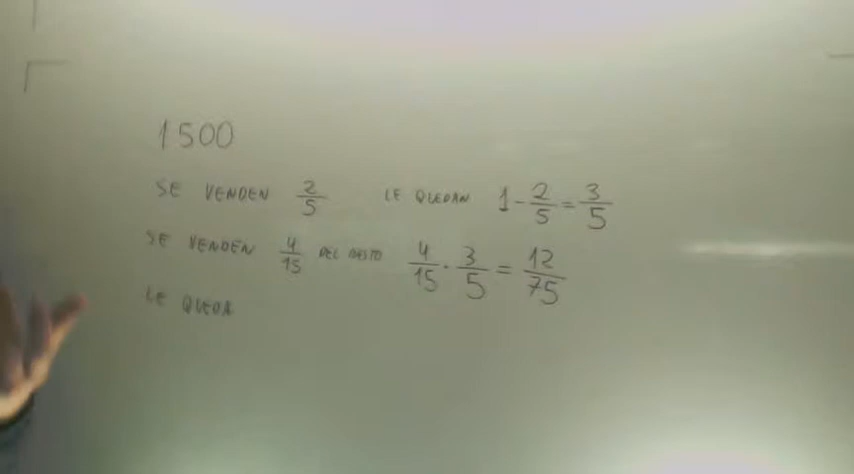 1500
SE VENDEN 2/5 LE QUEDAN 1 - 2/5 = 3/5
SE VENDEN 4/15 DEL RESTO 4/15 · 3/5 = 12/75
LE QUEDA